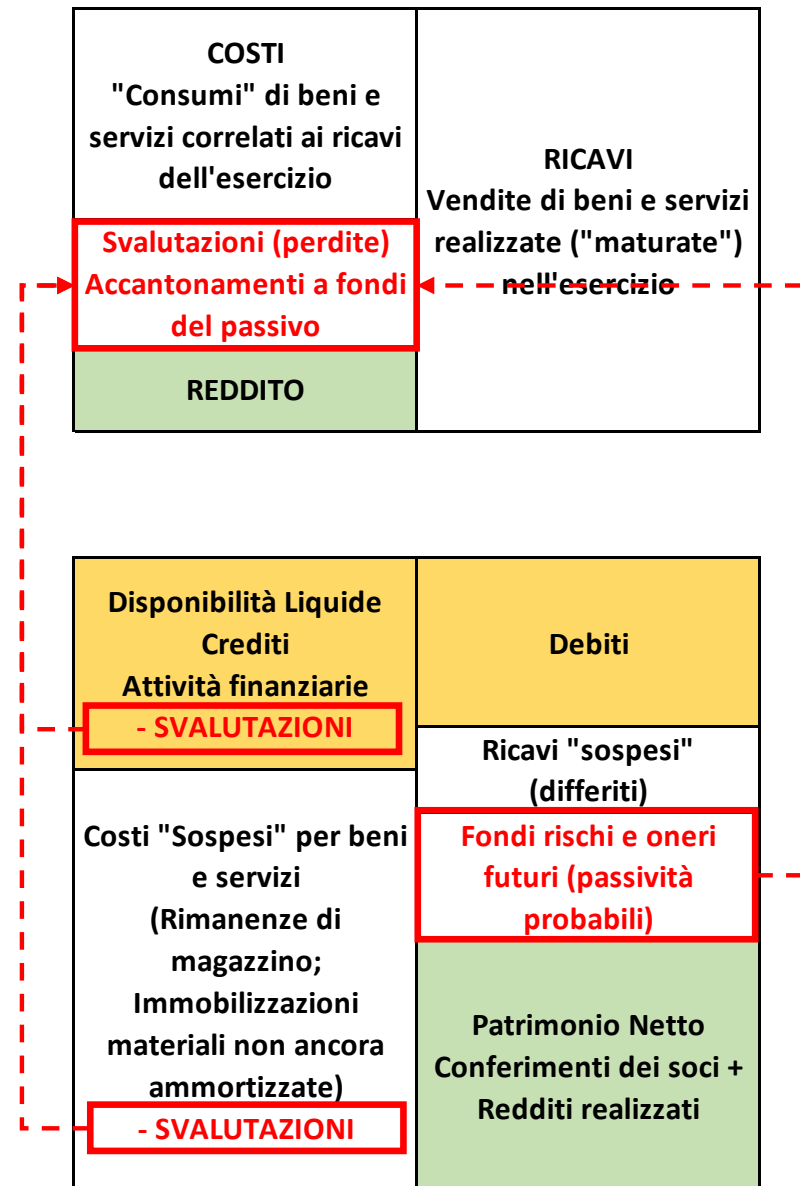 COSTI
"Consumi" di beni e
servizi correlati ai ricavi
dell'esercizio
Svalutazioni (perdite)
Accantonamenti a fondi
del passivo
REDDITO
RICAVI
Vendite di beni e servizi
realizzate ("maturate")
nell'esercizio
Disponibilità Liquide
Crediti
Attività finanziarie
- SVALUTAZIONI
Costi "Sospesi" per beni
e servizi
(Rimanenze di
magazzino;
Immobilizzazioni
materiali non ancora
ammortizzate)
- SVALUTAZIONI
Debiti
Ricavi "sospesi"
(differiti)
Fondi rischi e oneri
futuri (passività
probabili)
Patrimonio Netto
Conferimenti dei soci +
Redditi realizzati